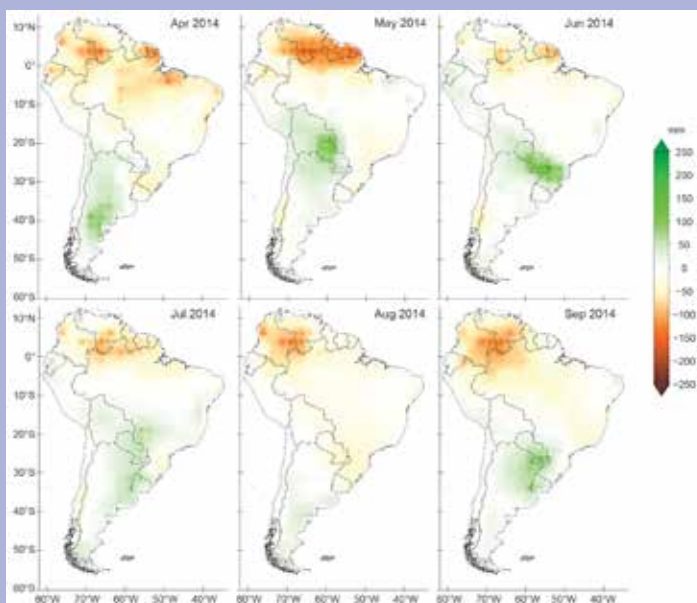 Apr 2014
May 2014
Jun 2014
10°N
0°
10°S
20°S
30°S
40°S
50°S
60°S
Jul 2014
Aug 2014
Sep 2014
10°N
0°
10°S
20°S
30°S
40°S
50°S
60°S
80°W 70°W 60°W 50°W 40°W
80°W 70°W 60°W 50°W 40°W
80°W 70°W 60°W 50°W 40°W
mm
250
200
150
100
50
0
−50
−100
−150
−200
−250